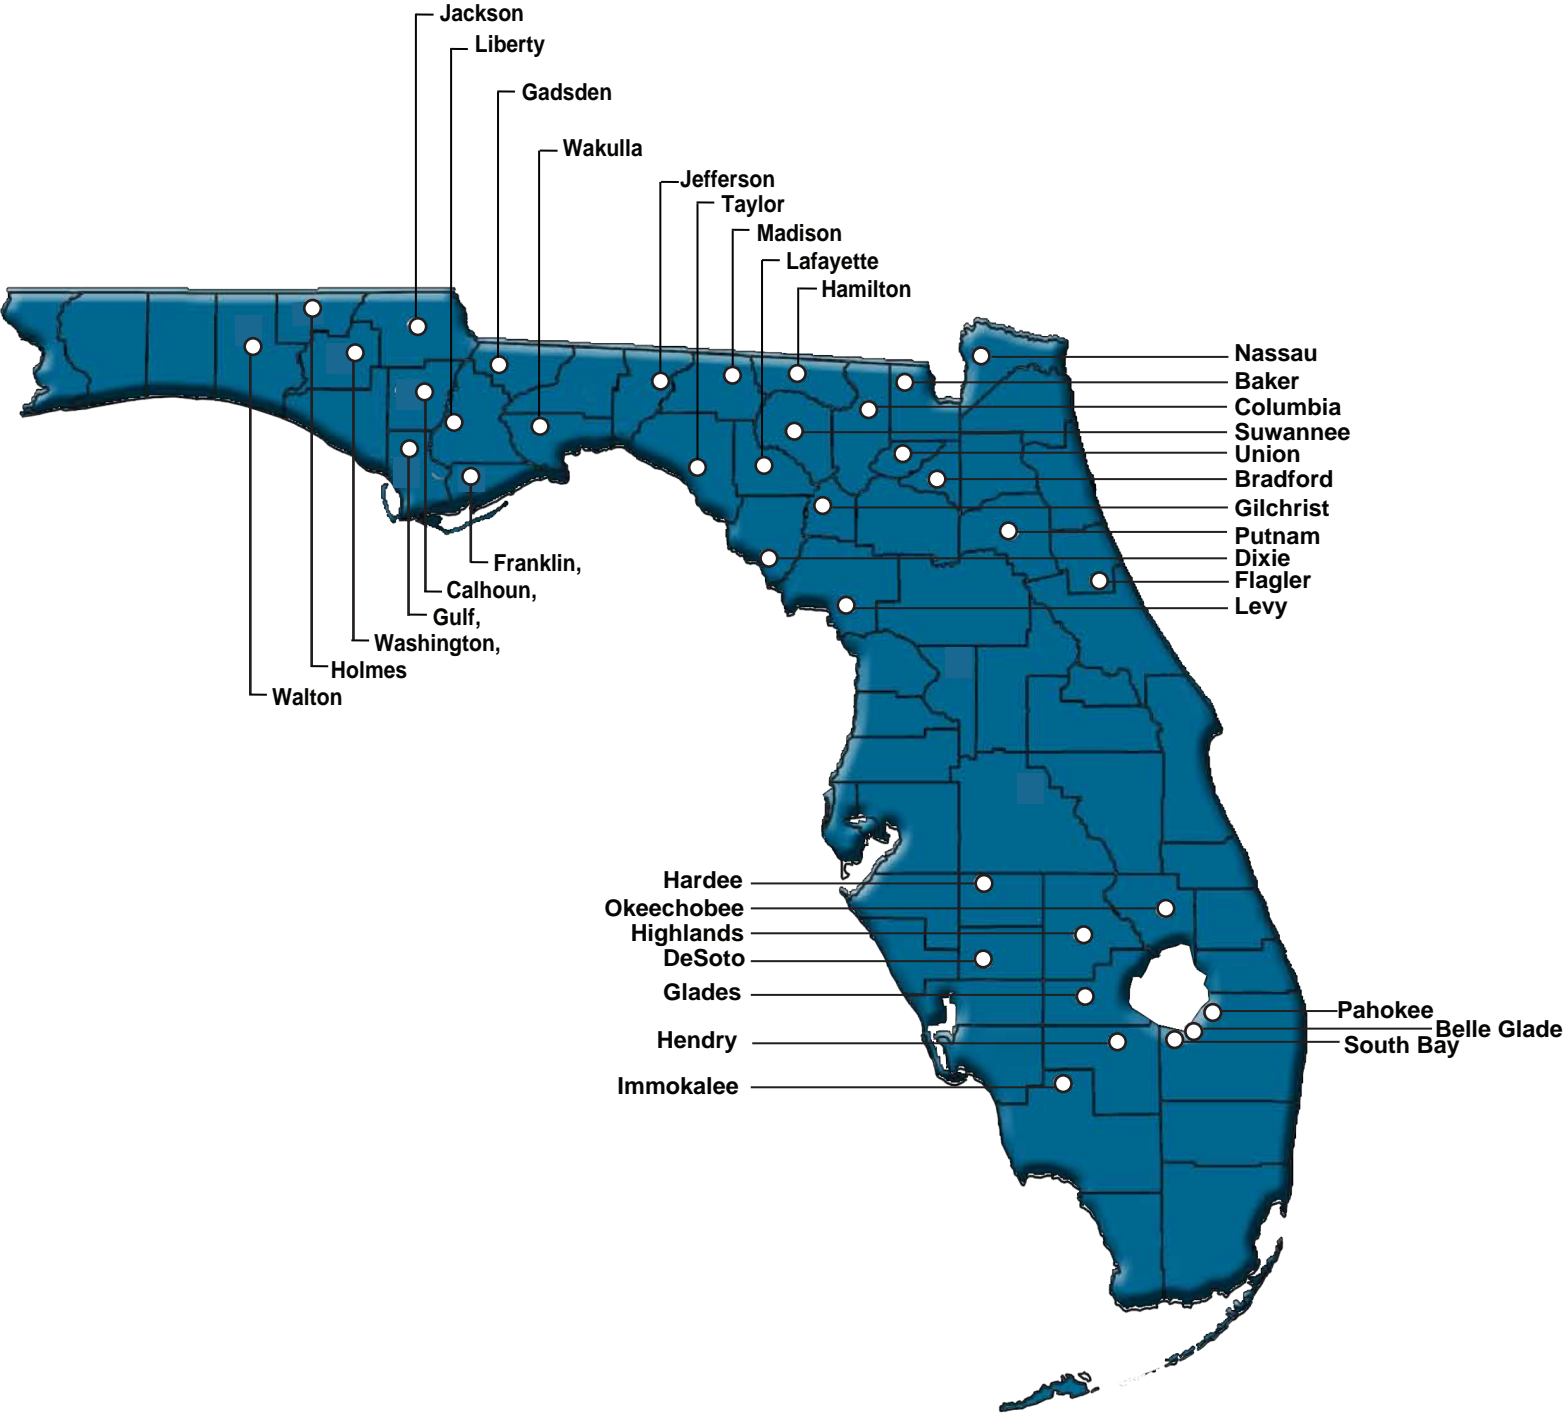 Jackson
Liberty
Gadsden
Wakulla
Jefferson
Taylor
Madison
Lafayette
Hamilton
Nassau
Baker
Columbia
Suwannee
Union
Bradford
Gilchrist
Putnam
Dixie
Flagler
Levy
Franklin,
Calhoun,
Gulf,
Washington,
Holmes
Walton
Hardee
Okeechobee
Highlands
DeSoto
Glades
Hendry
Immokalee
Pahokee
Belle Glade
South Bay